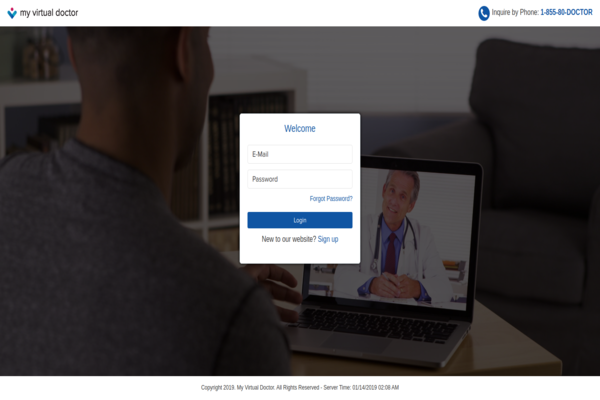 my virtual doctor
Inquire by Phone: 1-855-80-DOCTOR
Welcome
E-Mail
Password
Forgot Password?
Login
New to our website? Sign up
Copyright 2019. My Virtual Doctor. All Rights Reserved - Server Time: 01/14/2019 02:08 AM